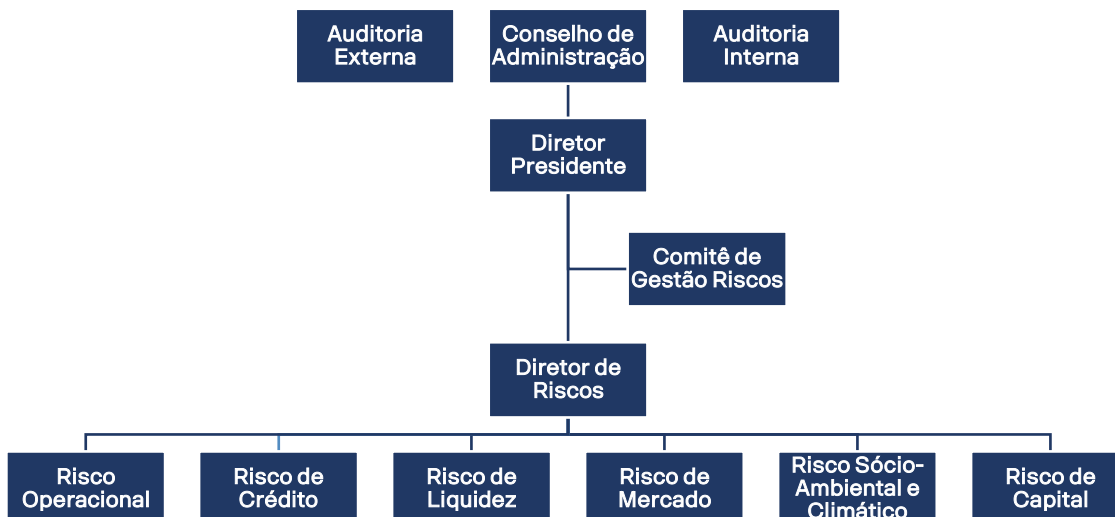 Auditoria
Externa
Conselho de
Administração
Auditoria
Interna
Diretor
Presidente
Comitê de
Gestão Riscos
Diretor de
Riscos
Risco
Operacional
Risco de
Crédito
Risco de
Liquidez
Risco de
Mercado
Risco Sócio-
Ambiental e
Climático
Risco de
Capital